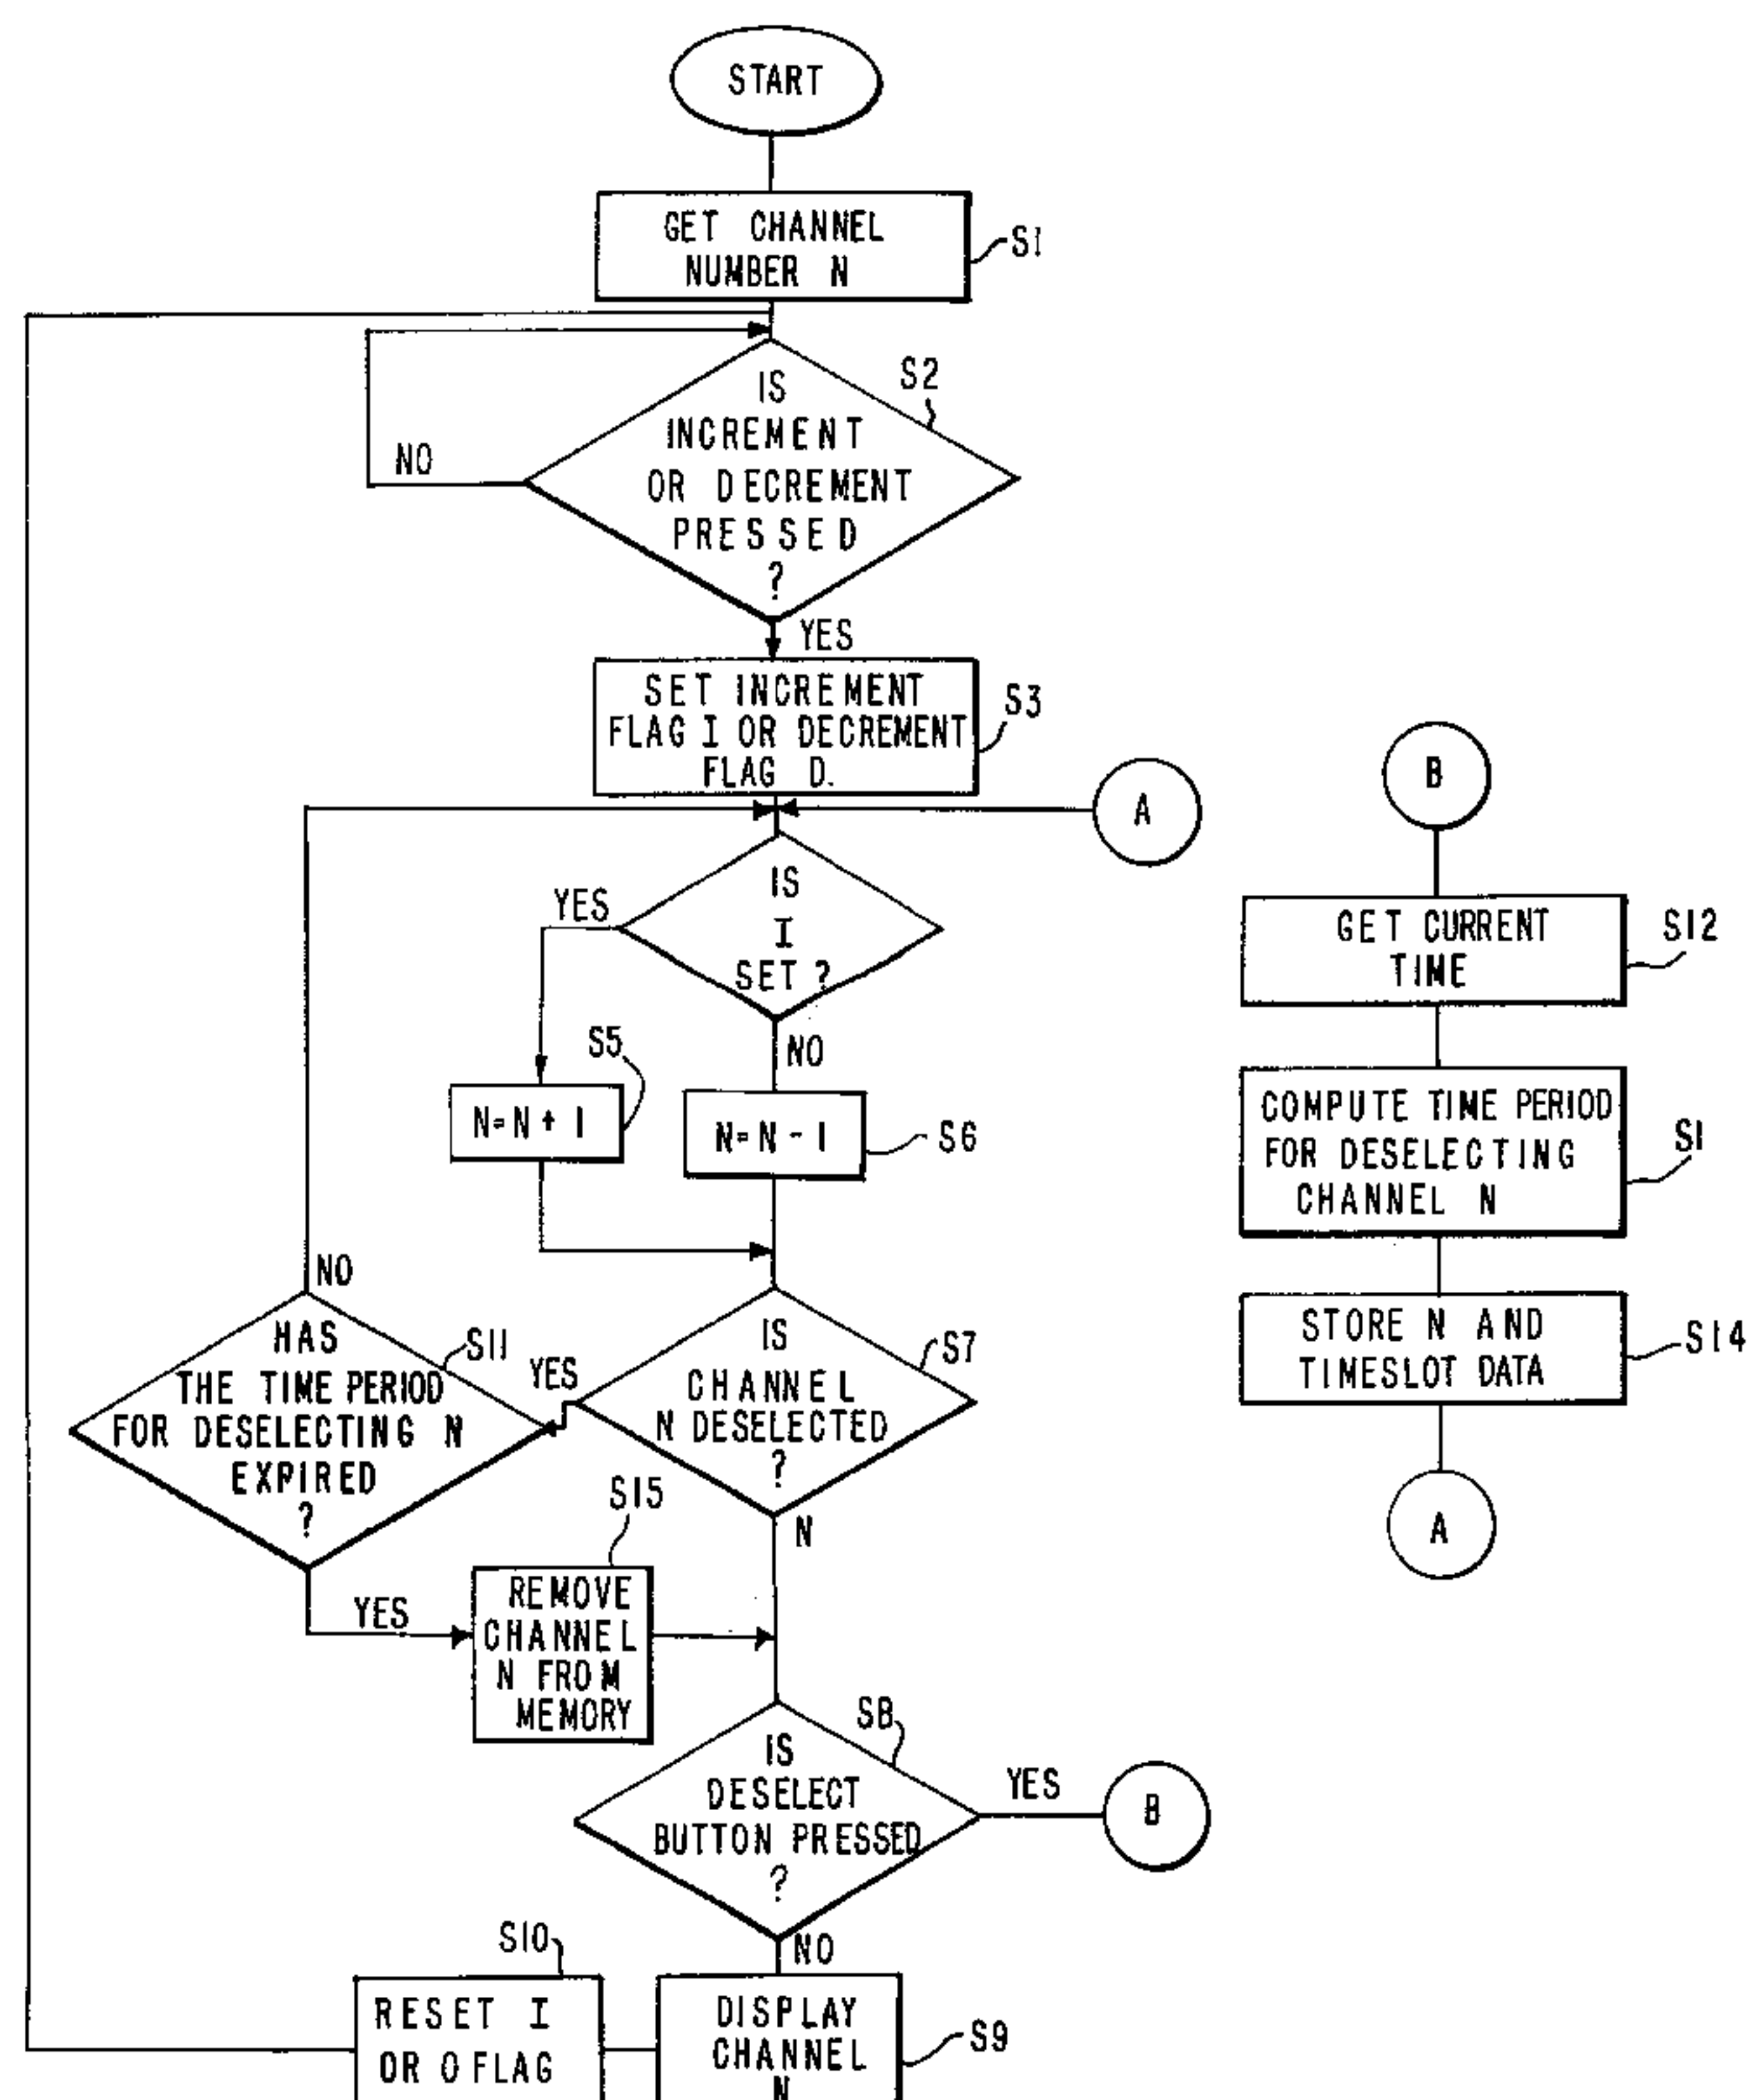 START
GET CHANNEL
NUMBER N
S1
IS
INCREMENT
OR DECREMENT
PRESSED
?
S2
NO
YES
SET INCREMENT
FLAG I OR DECREMENT
FLAG D.
S3
A
IS
I
SET ?
YES
NO
S5
N=N + 1
N=N - 1
S6
IS
CHANNEL
N DESELECTED
?
S7
YES
N
HAS
THE TIME PERIOD
FOR DESELECTING N
EXPIRED
?
S11
NO
YES
S15
REMOVE
CHANNEL
N FROM
MEMORY
IS
DESELECT
BUTTON PRESSED
?
S8
YES
B
NO
DISPLAY
CHANNEL
N
S9
S10
RESET I
OR O FLAG
B
GET CURRENT
TIME
S12
COMPUTE TIME PERIOD
FOR DESELECTING
CHANNEL N
S1
STORE N AND
TIMESLOT DATA
S14
A